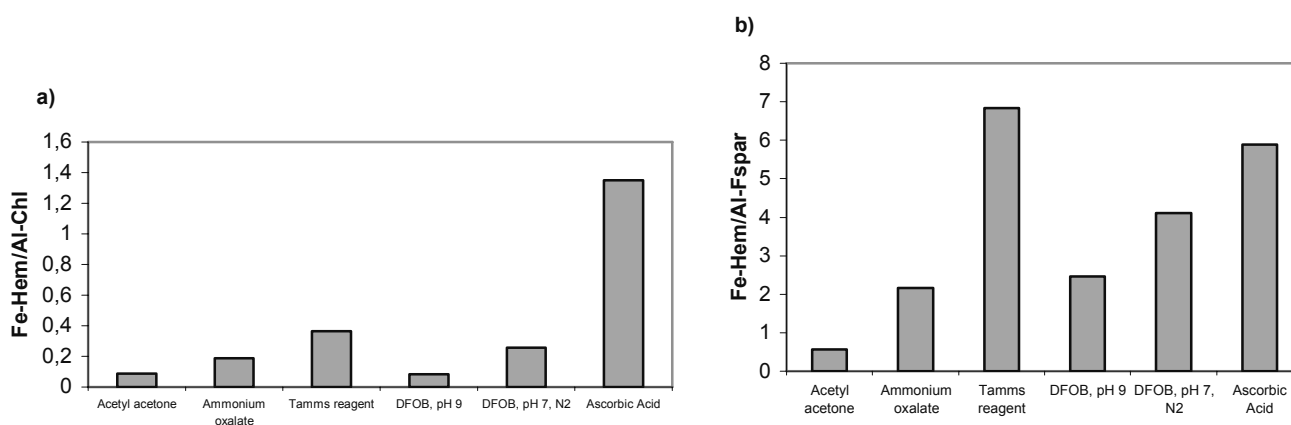 a)
Fe-Hem/Al-Chl
1,6
1,4
1,2
1
0,8
0,6
0,4
0,2
0
Acetyl acetone
Ammonium
oxalate
Tamms reagent
DFOB, pH 9
DFOB, pH 7, N2
Ascorbic Acid
b)
Fe-Hem/Al-Fspar
8
7
6
5
4
3
2
1
0
Acetyl
acetone
Ammonium
oxalate
Tamms
reagent
DFOB, pH 9
DFOB, pH 7,
N2
Ascorbic
Acid